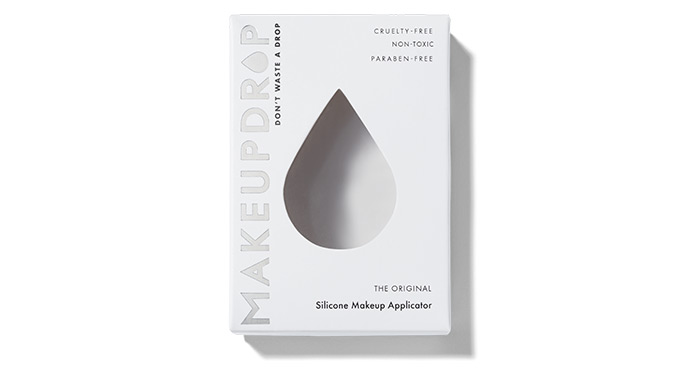 MAKEUPDROP
DON'T WASTE A DROP
CRUELTY-FREE
NON-TOXIC
PARABEN-FREE
THE ORIGINAL
Silicone Makeup Applicator